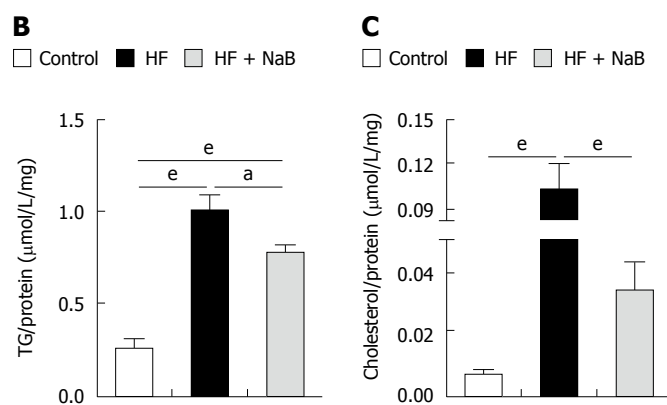 B
Control HF HF + NaB
TG/protein (μmol/L/mg)
1.5
1.0
0.5
0.0
e
e a
C
Control HF HF + NaB
Cholesterol/protein (μmol/L/mg)
0.15
0.12
0.09
0.04
0.02
0.00
e e